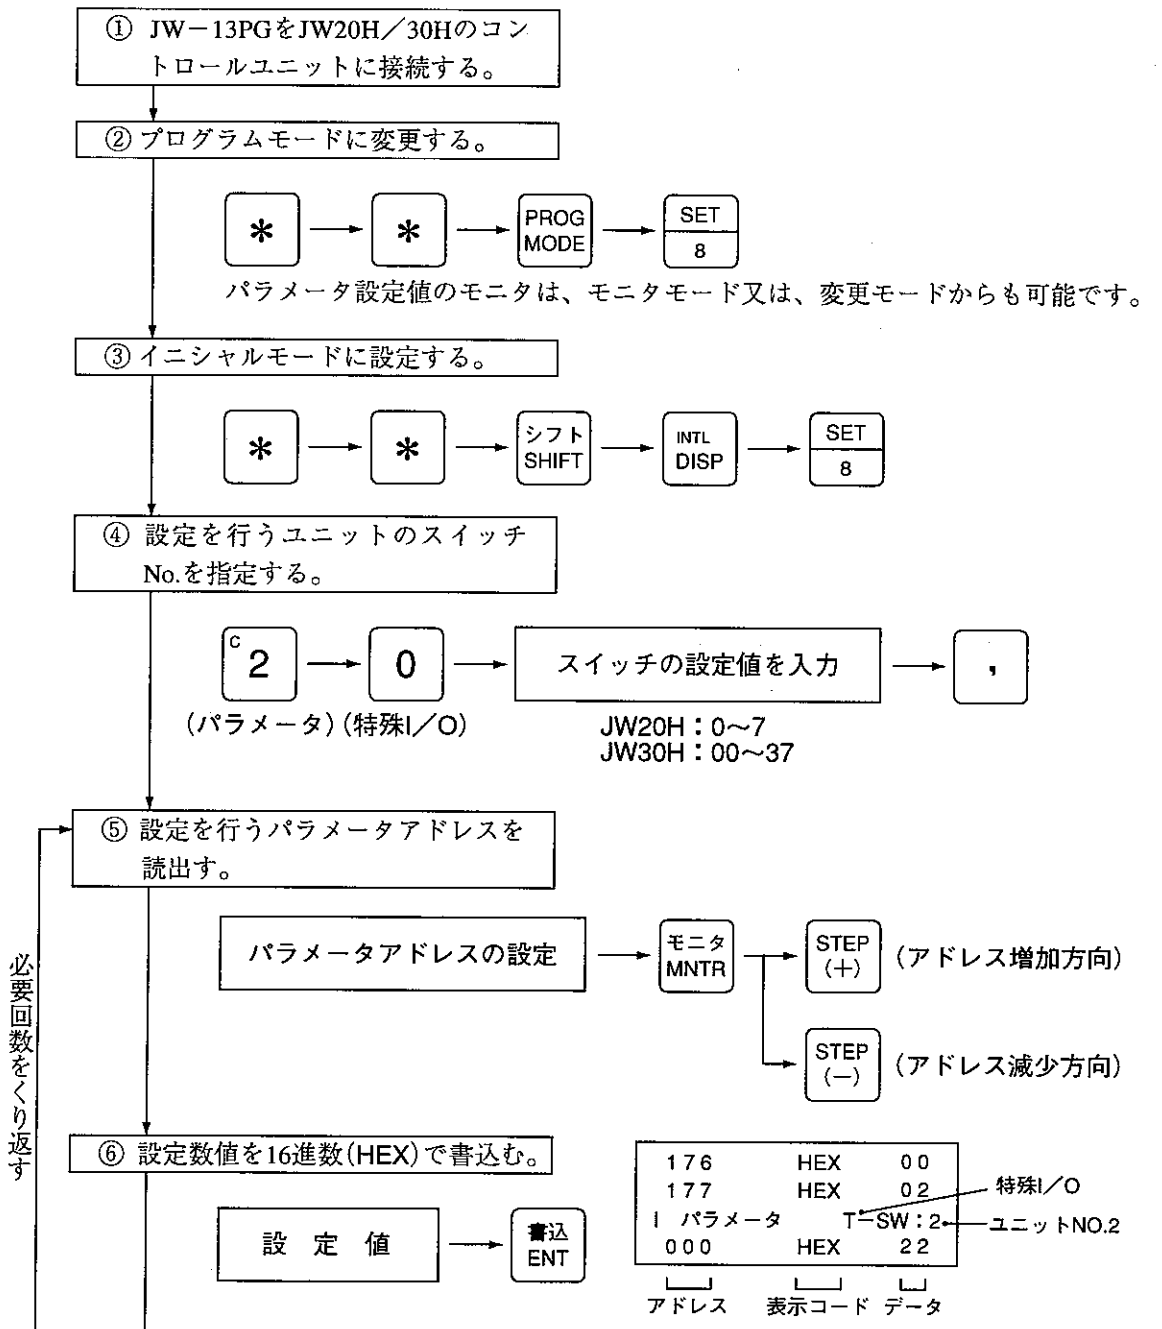 ① JW−13PGをJW20H／30Hのコン
トロールユニットに接続する。
② プログラムモードに変更する。
* * PROG MODE SET 8
パラメータ設定値のモニタは、モニタモード又は、変更モードからも可能です。
③ イニシャルモードに設定する。
* * シフト SHIFT INTL DISP SET 8
④ 設定を行うユニットのスイッチ
No.を指定する。
C 2 0 スイッチの設定値を入力 ,
(パラメータ) (特殊I／O)
JW20H：0〜7
JW30H：00〜37
⑤ 設定を行うパラメータアドレスを
読出す。
パラメータアドレスの設定 モニタ MNTR STEP (＋) (アドレス増加方向)
STEP (−) (アドレス減少方向)
必要回数をくり返す
⑥ 設定数値を16進数(HEX)で書込む。
設定値 書込 ENT
176 HEX 00
177 HEX 02
I パラメータ T−SW：2
000 HEX 22
特殊I／O
ユニットNO.2
アドレス 表示コード データ